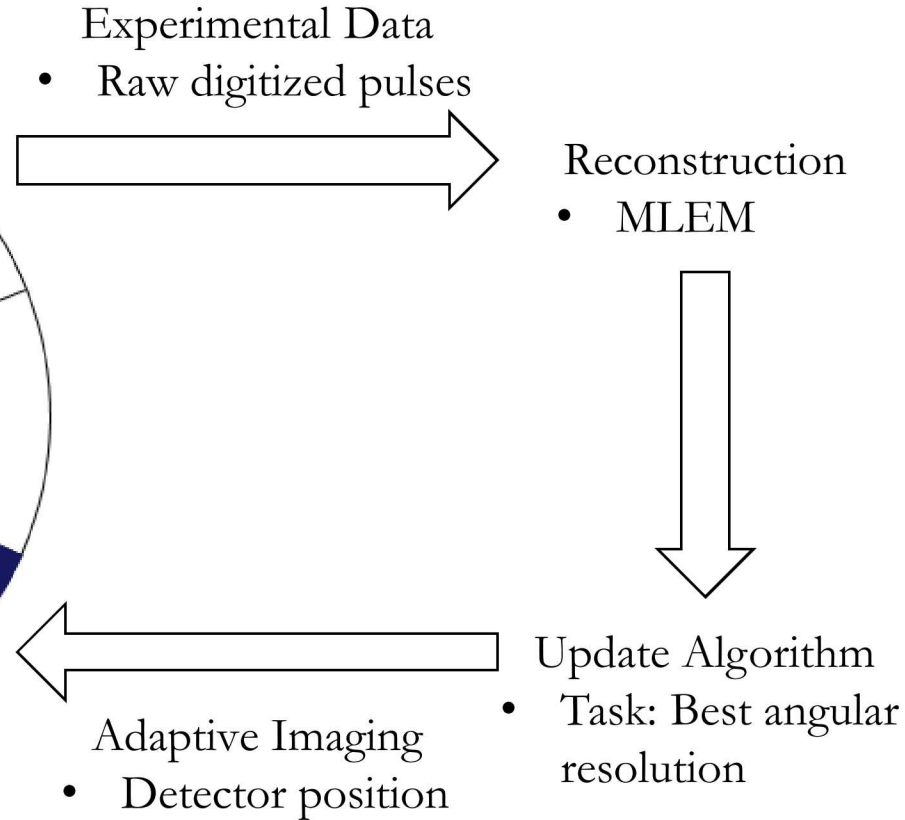 Experimental Data
• Raw digitized pulses
Reconstruction
• MLEM
Update Algorithm
• Task: Best angular
resolution
Adaptive Imaging
• Detector position